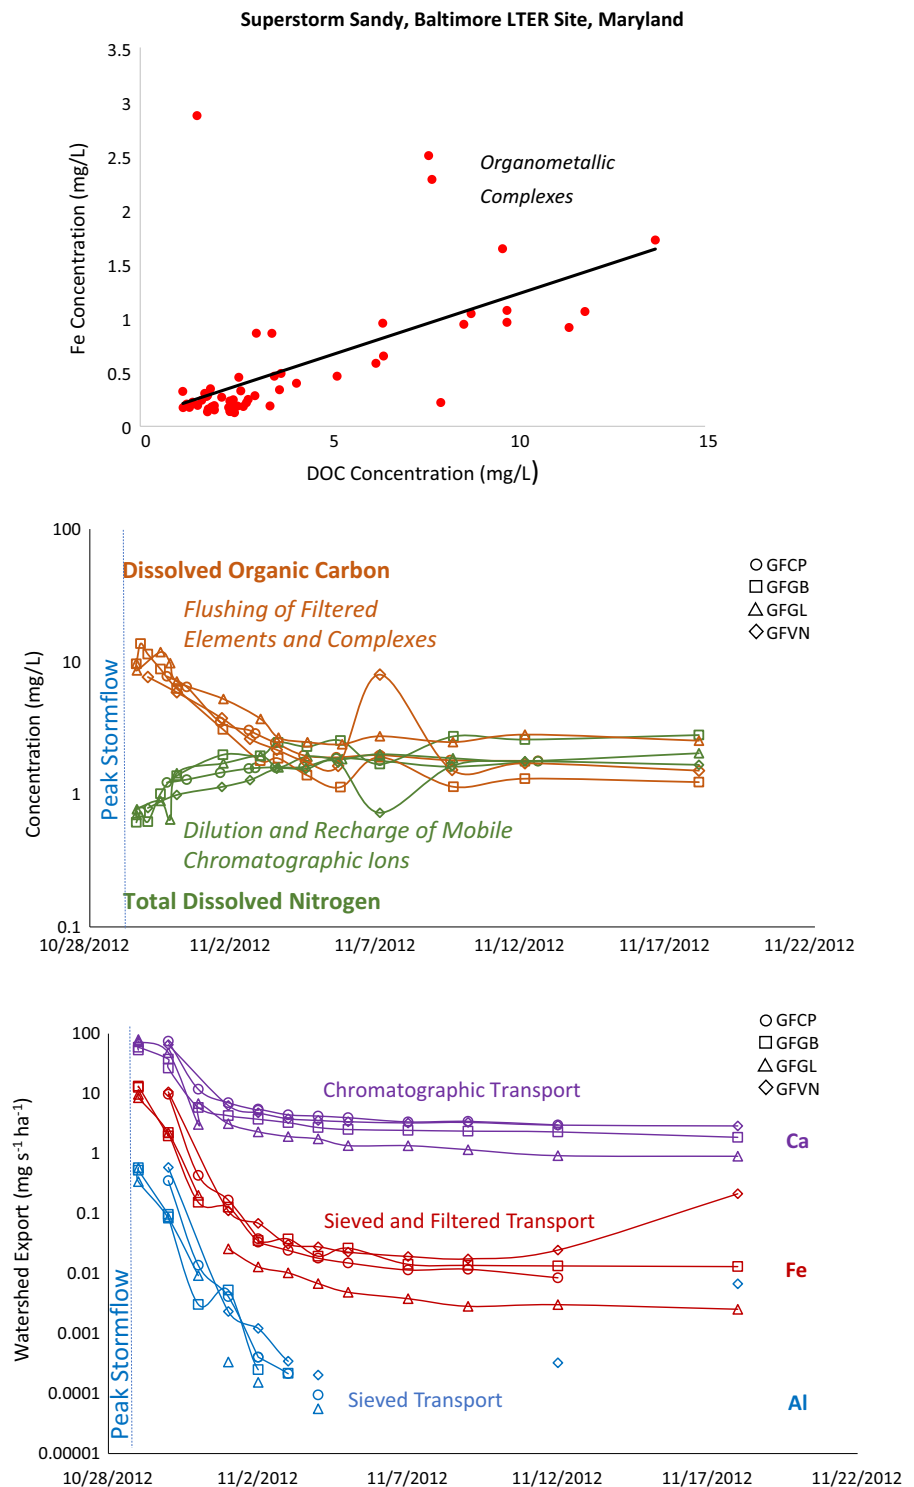 Superstorm Sandy, Baltimore LTER Site, Maryland
3.5
3
2.5
2
1.5
1
0.5
0
Fe Concentration (mg/L)
Organometallic
Complexes
0
5
10
15
DOC Concentration (mg/L)
100
10
1
0.1
Concentration (mg/L)
Peak Stormflow
Dissolved Organic Carbon
Flushing of Filtered
Elements and Complexes
GFCP
GFGB
GFGL
GFVN
Dilution and Recharge of Mobile
Chromatographic Ions
Total Dissolved Nitrogen
10/28/2012
11/2/2012
11/7/2012
11/12/2012
11/17/2012
11/22/2012
100
10
1
0.1
0.01
0.001
0.0001
0.00001
Watershed Export (mg s⁻¹ ha⁻¹)
Peak Stormflow
GFCP
GFGB
GFGL
GFVN
Chromatographic Transport
Ca
Sieved and Filtered Transport
Fe
Sieved Transport
Al
10/28/2012
11/2/2012
11/7/2012
11/12/2012
11/17/2012
11/22/2012